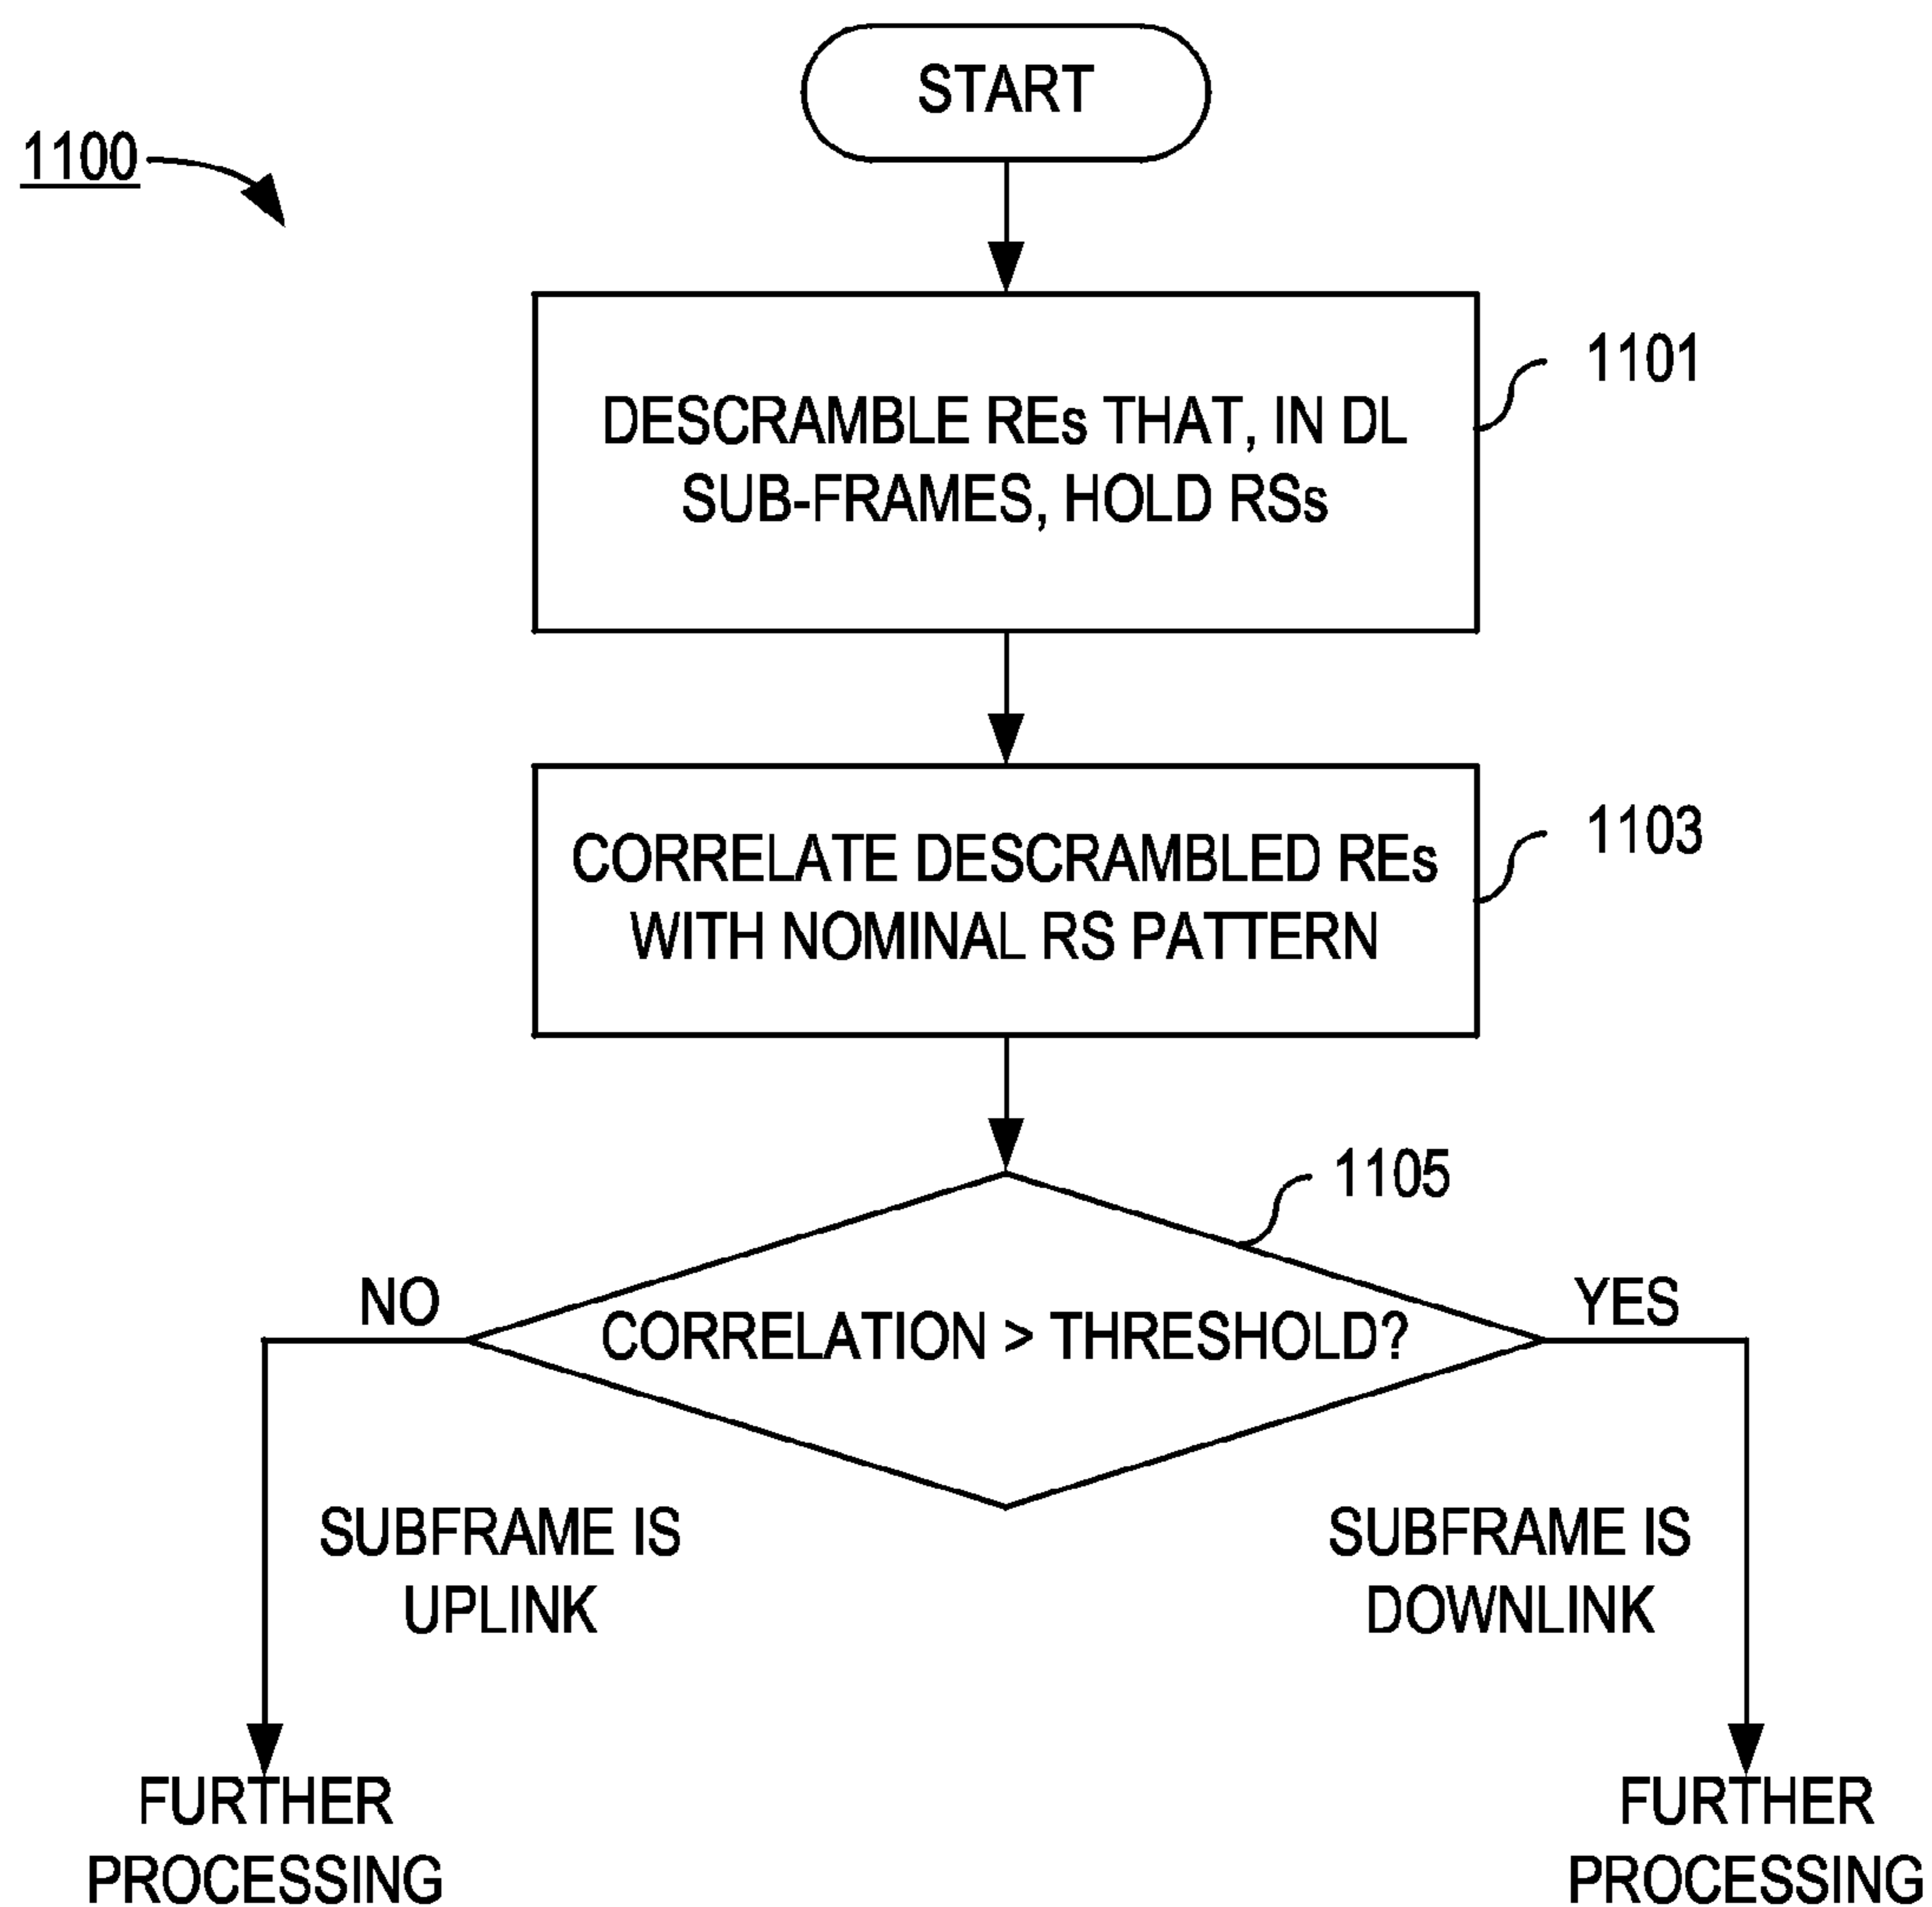 START
1100
1101
DESCRAMBLE REs THAT, IN DL
SUB-FRAMES, HOLD RSs
1103
CORRELATE DESCRAMBLED REs
WITH NOMINAL RS PATTERN
1105
NO
YES
CORRELATION > THRESHOLD?
SUBFRAME IS
UPLINK
SUBFRAME IS
DOWNLINK
FURTHER
PROCESSING
FURTHER
PROCESSING